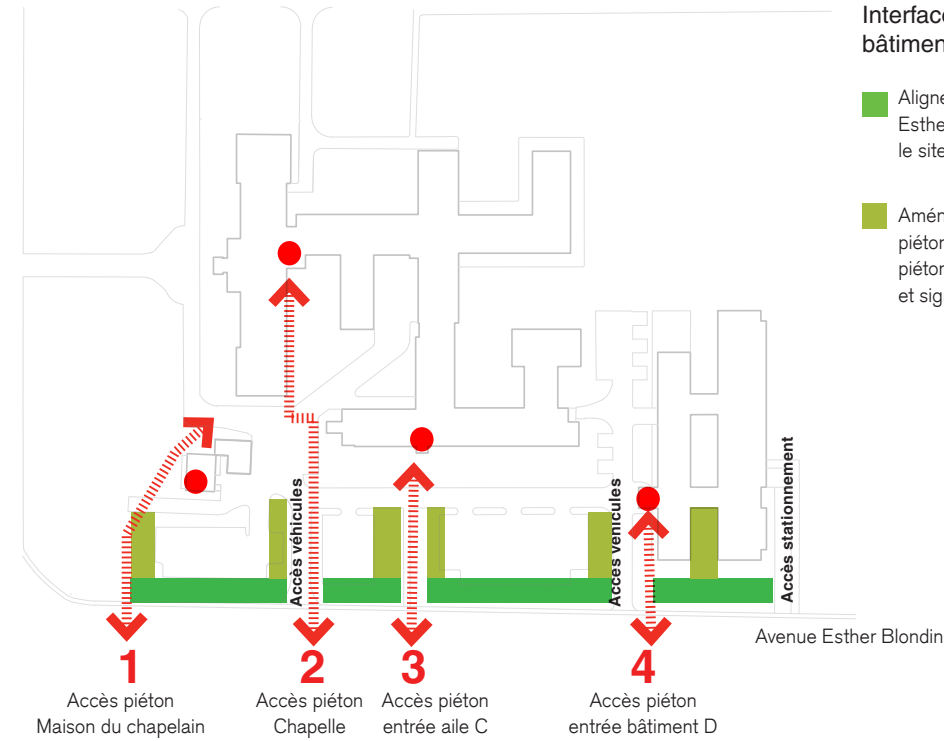 Interface
bâtimen
Aligne
Esthe
le site
Amén
piéton
piéton
et sig
Accès véhicules
Accès véhicules
Accès stationnement
Avenue Esther Blondin
1
Accès piéton
Maison du chapelain
2
Accès piéton
Chapelle
3
Accès piéton
entrée aile C
4
Accès piéton
entrée bâtiment D